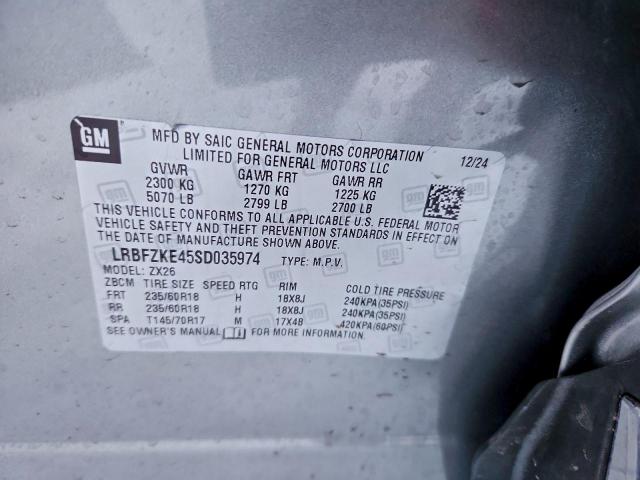 GM
MFD BY SAIC GENERAL MOTORS CORPORATION
LIMITED FOR GENERAL MOTORS LLC
12/24
GVWR GAWR FRT GAWR RR
2300 KG 1270 KG 1225 KG
5070 LB 2799 LB 2700 LB
THIS VEHICLE CONFORMS TO ALL APPLICABLE U.S. FEDERAL MOTOR
VEHICLE SAFETY AND THEFT PREVENTION STANDARDS IN EFFECT ON
THE DATE OF MANUFACTURE SHOWN ABOVE.
LRBFZKE45SD035974 TYPE: M.P.V.
MODEL: ZX26
ZBCM TIRE SIZE SPEED RTG RIM COLD TIRE PRESSURE
FRT 235/60R18 H 18X8J 240KPA(35PSI)
RR 235/60R18 H 18X8J 240KPA(35PSI)
SPA T145/70R17 M 17X4B 420KPA(60PSI)
SEE OWNER'S MANUAL FOR MORE INFORMATION.